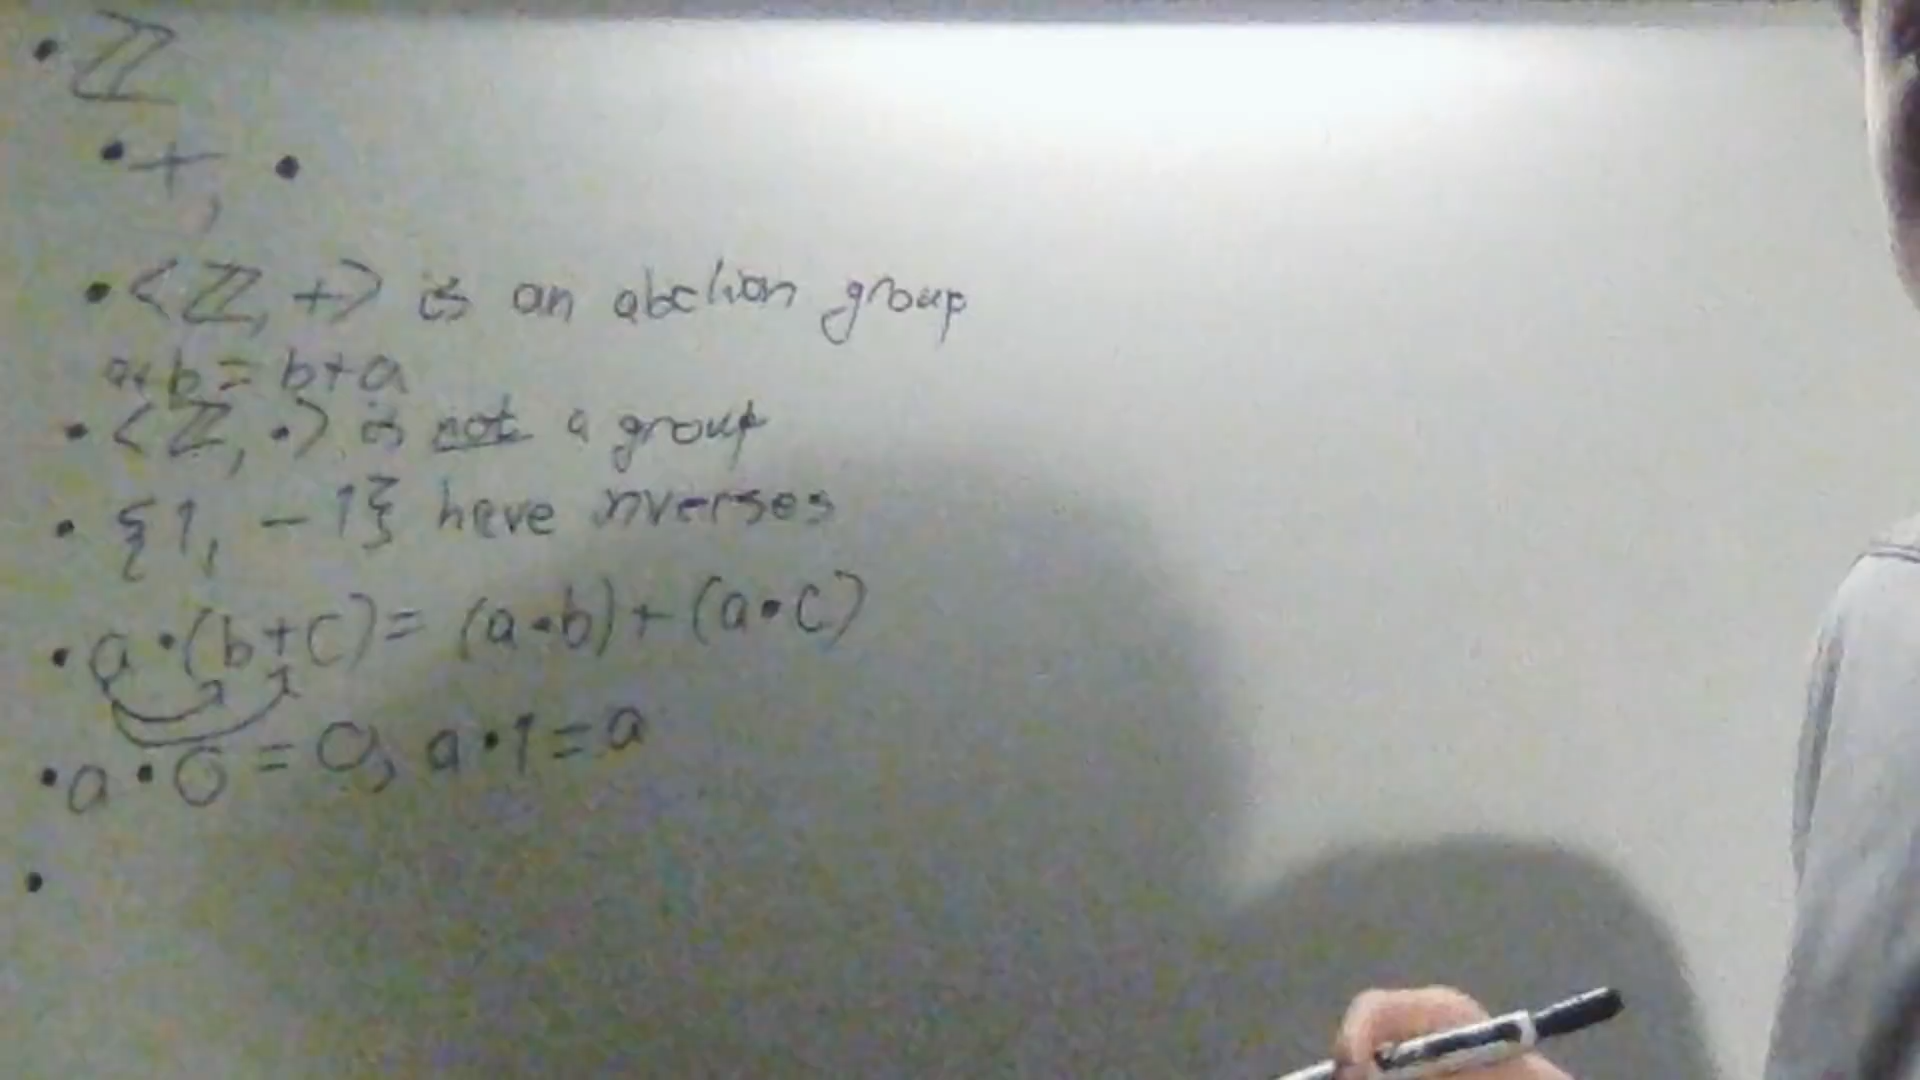 • ℤ
• +, •
• <ℤ, +> is an abelian group
a+b = b+a
• <ℤ, •> is not a group
• {1, -1} have inverses
• a•(b+c) = (a•b)+(a•c)
• a•0 = 0, a•1 = a
•